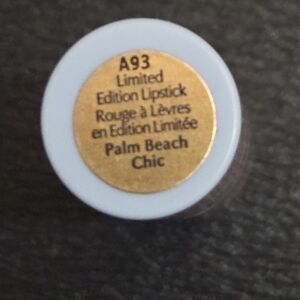 A93
Limited
Edition Lipstick
Rouge à Lèvres
en Edition Limitée
Palm Beach
Chic